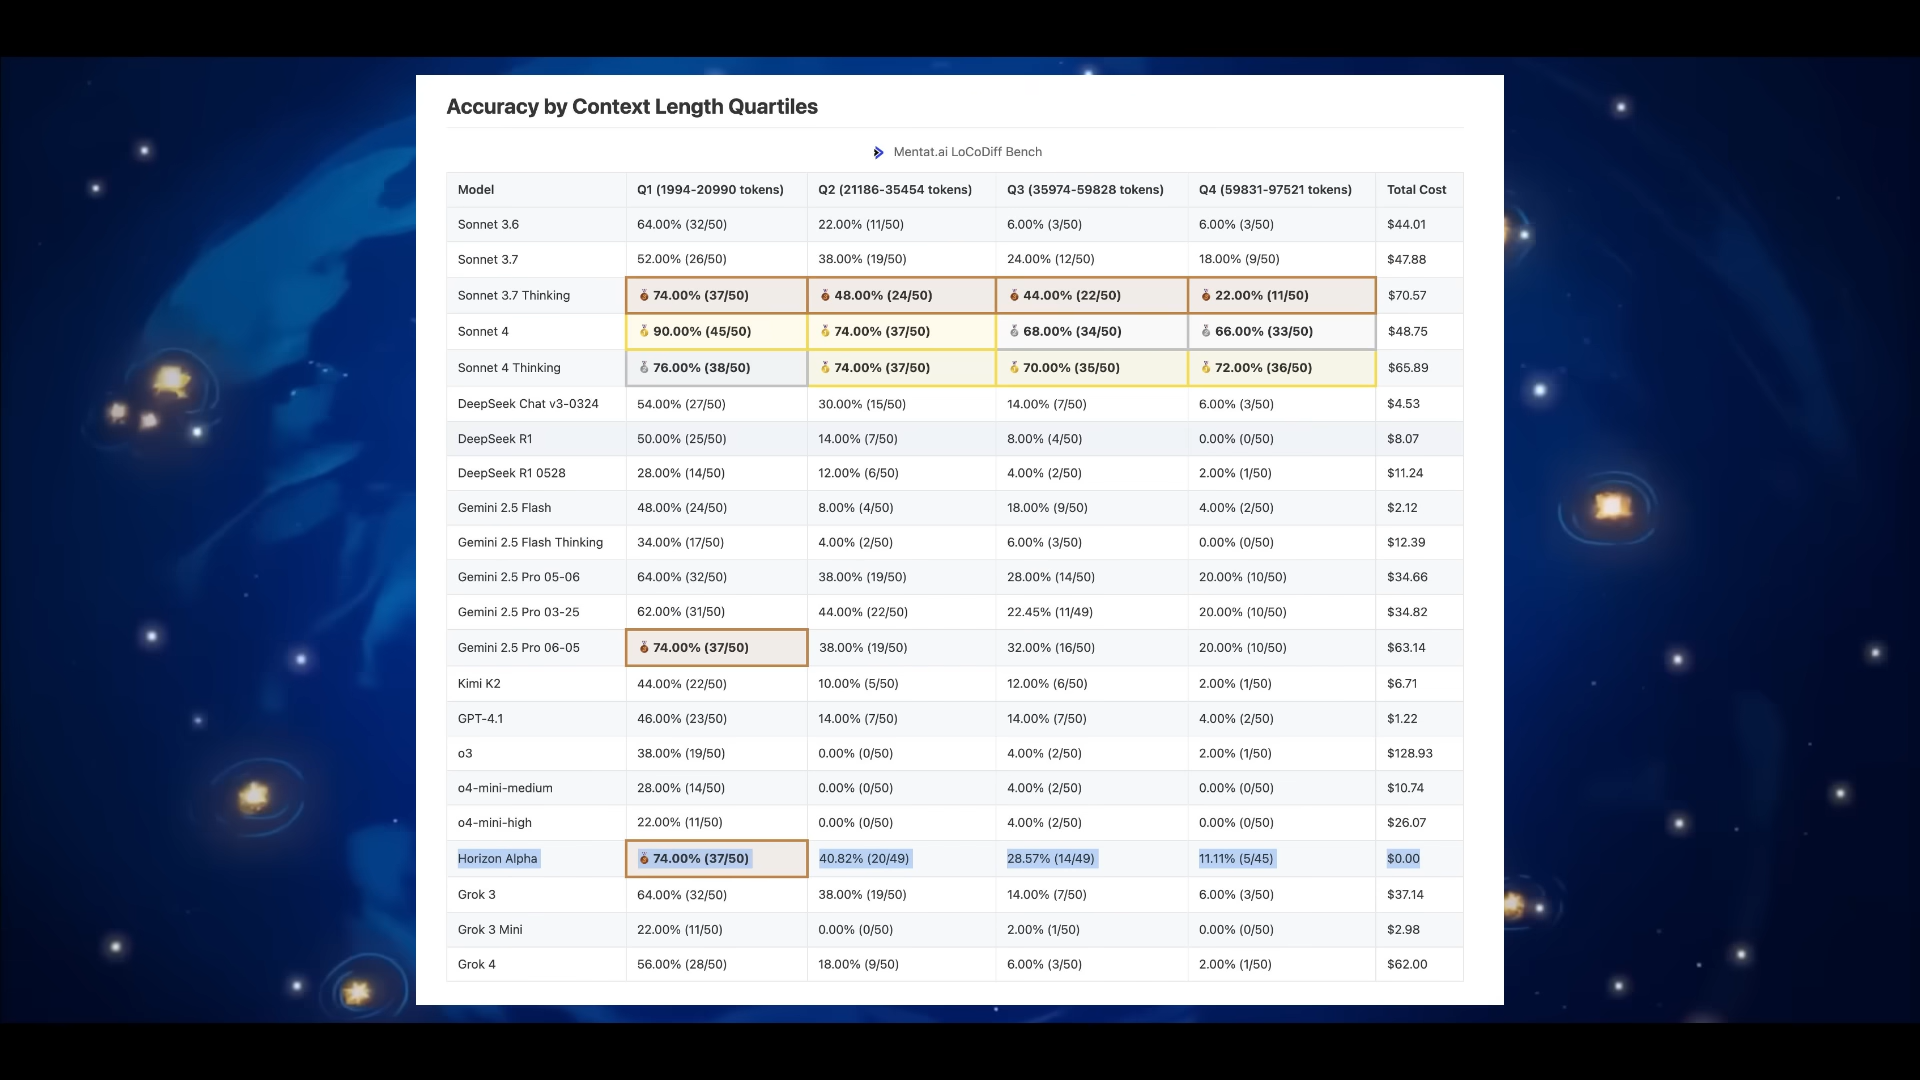 Accuracy by Context Length Quartiles
Mentat.ai LoCoDiff Bench
Model Q1 (1994-20990 tokens) Q2 (21186-35454 tokens) Q3 (35974-59828 tokens) Q4 (59831-97521 tokens) Total Cost
Sonnet 3.6 64.00% (32/50) 22.00% (11/50) 6.00% (3/50) 6.00% (3/50) $44.01
Sonnet 3.7 52.00% (26/50) 38.00% (19/50) 24.00% (12/50) 18.00% (9/50) $47.88
Sonnet 3.7 Thinking 🥉 74.00% (37/50) 🥉 48.00% (24/50) 🥉 44.00% (22/50) 🥉 22.00% (11/50) $70.57
Sonnet 4 🥇 90.00% (45/50) 🥇 74.00% (37/50) 🥈 68.00% (34/50) 🥈 66.00% (33/50) $48.75
Sonnet 4 Thinking 🥈 76.00% (38/50) 🥇 74.00% (37/50) 🥇 70.00% (35/50) 🥇 72.00% (36/50) $65.89
DeepSeek Chat v3-0324 54.00% (27/50) 30.00% (15/50) 14.00% (7/50) 6.00% (3/50) $4.53
DeepSeek R1 50.00% (25/50) 14.00% (7/50) 8.00% (4/50) 0.00% (0/50) $8.07
DeepSeek R1 0528 28.00% (14/50) 12.00% (6/50) 4.00% (2/50) 2.00% (1/50) $11.24
Gemini 2.5 Flash 48.00% (24/50) 8.00% (4/50) 18.00% (9/50) 4.00% (2/50) $2.12
Gemini 2.5 Flash Thinking 34.00% (17/50) 4.00% (2/50) 6.00% (3/50) 0.00% (0/50) $12.39
Gemini 2.5 Pro 05-06 64.00% (32/50) 38.00% (19/50) 28.00% (14/50) 20.00% (10/50) $34.66
Gemini 2.5 Pro 03-25 62.00% (31/50) 44.00% (22/50) 22.45% (11/49) 20.00% (10/50) $34.82
Gemini 2.5 Pro 06-05 🥉 74.00% (37/50) 38.00% (19/50) 32.00% (16/50) 20.00% (10/50) $63.14
Kimi K2 44.00% (22/50) 10.00% (5/50) 12.00% (6/50) 2.00% (1/50) $6.71
GPT-4.1 46.00% (23/50) 14.00% (7/50) 14.00% (7/50) 4.00% (2/50) $1.22
o3 38.00% (19/50) 0.00% (0/50) 4.00% (2/50) 2.00% (1/50) $128.93
o4-mini-medium 28.00% (14/50) 0.00% (0/50) 4.00% (2/50) 0.00% (0/50) $10.74
o4-mini-high 22.00% (11/50) 0.00% (0/50) 4.00% (2/50) 0.00% (0/50) $26.07
Horizon Alpha 🥉 74.00% (37/50) 40.82% (20/49) 28.57% (14/49) 11.11% (5/45) $0.00
Grok 3 64.00% (32/50) 38.00% (19/50) 14.00% (7/50) 6.00% (3/50) $37.14
Grok 3 Mini 22.00% (11/50) 0.00% (0/50) 2.00% (1/50) 0.00% (0/50) $2.98
Grok 4 56.00% (28/50) 18.00% (9/50) 6.00% (3/50) 2.00% (1/50) $62.00